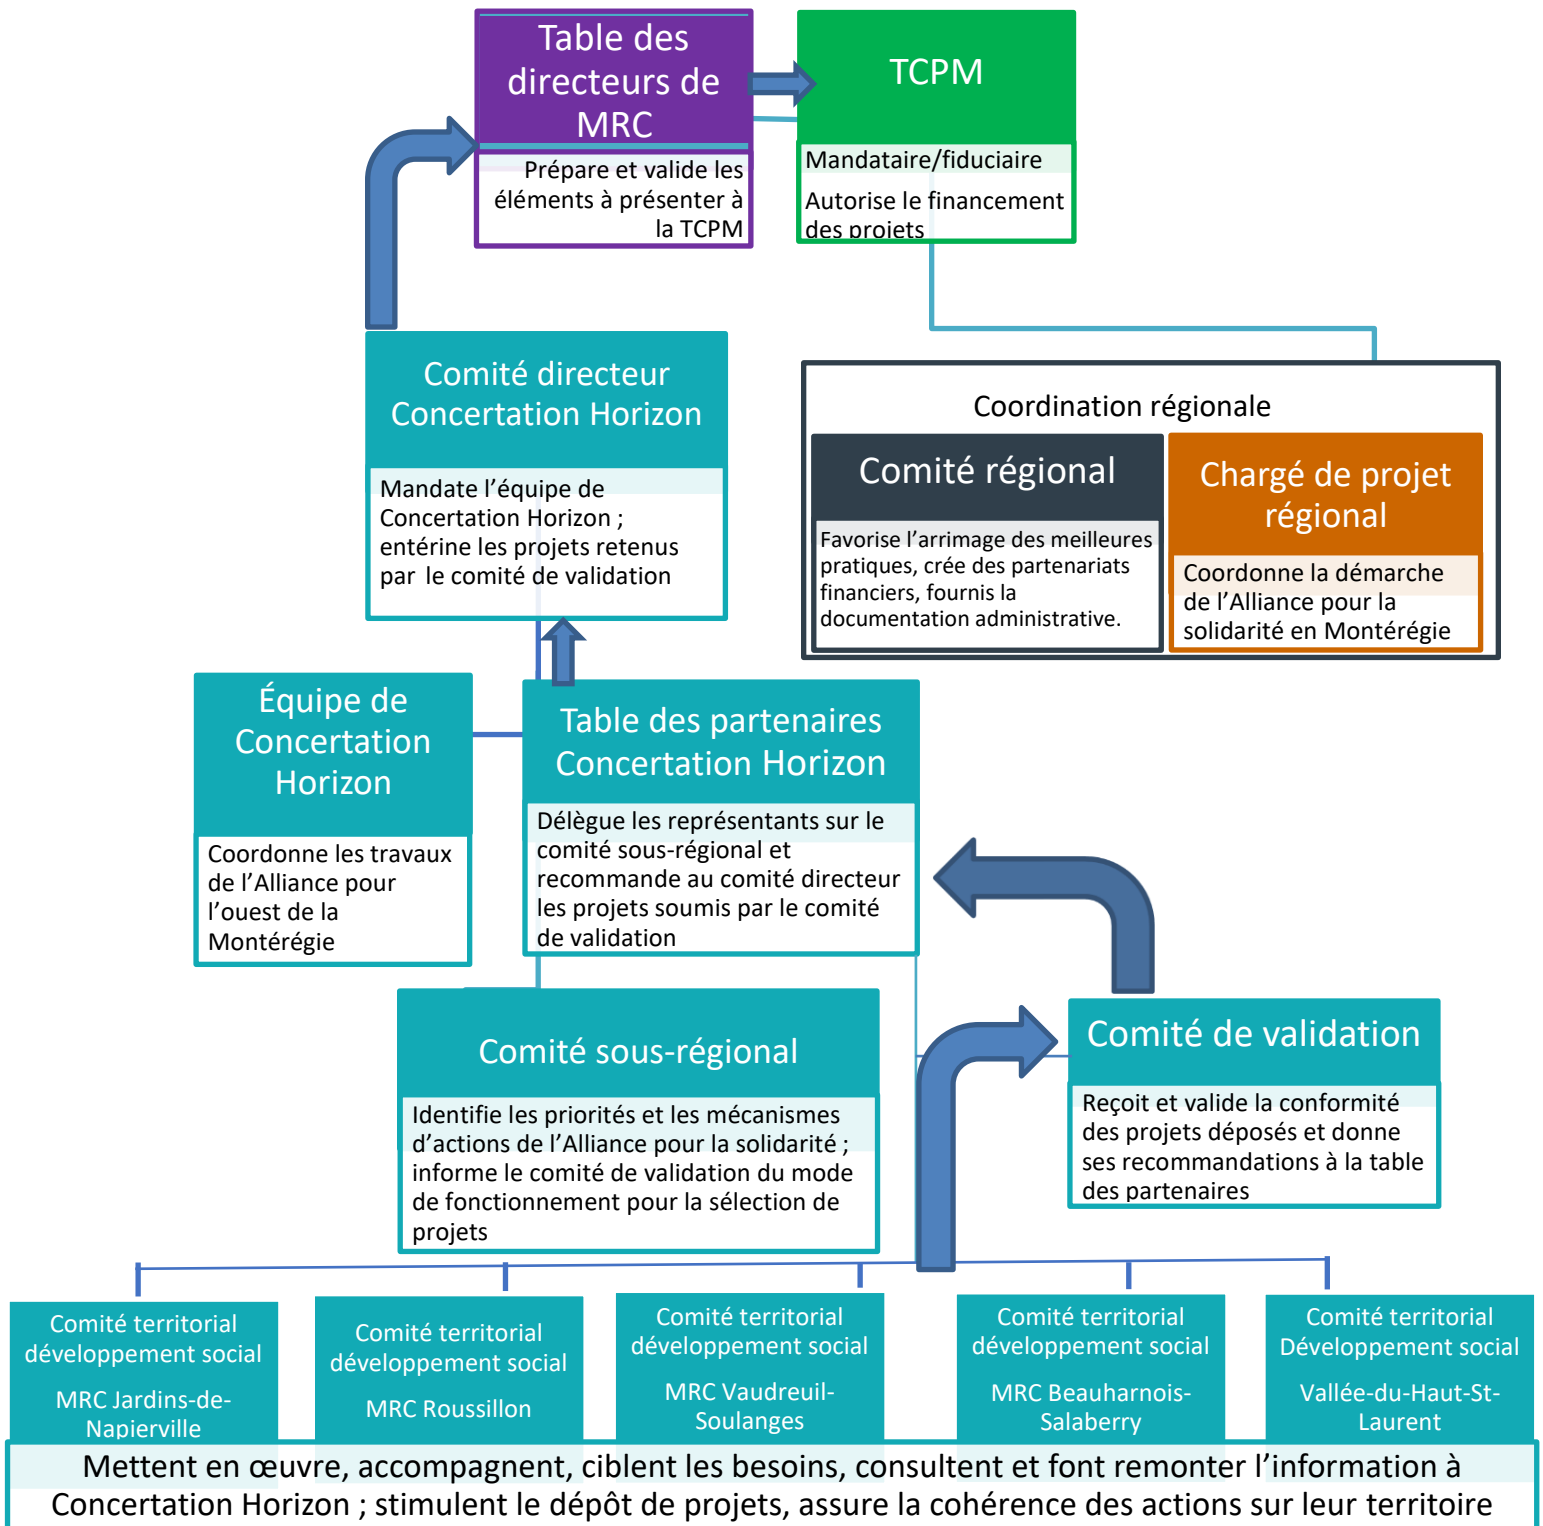 Table des
directeurs de
MRC
Prépare et valide les
éléments à présenter à
la TCPM
TCPM
Mandataire/fiduciaire
Autorise le financement
des projets
Comité directeur
Concertation Horizon
Mandate l’équipe de
Concertation Horizon ;
entérine les projets retenus
par le comité de validation
Coordination régionale
Comité régional
Favorise l’arrimage des meilleures
pratiques, crée des partenariats
financiers, fournis la
documentation administrative.
Chargé de projet
régional
Coordonne la démarche
de l’Alliance pour la
solidarité en Montérégie
Équipe de
Concertation
Horizon
Coordonne les travaux
de l’Alliance pour
l’ouest de la
Montérégie
Table des partenaires
Concertation Horizon
Délègue les représentants sur le
comité sous-régional et
recommande au comité directeur
les projets soumis par le comité
de validation
Comité sous-régional
Identifie les priorités et les mécanismes
d’actions de l’Alliance pour la solidarité ;
informe le comité de validation du mode
de fonctionnement pour la sélection de
projets
Comité de validation
Reçoit et valide la conformité
des projets déposés et donne
ses recommandations à la table
des partenaires
Comité territorial
développement social
MRC Jardins-de-
Napierville
Comité territorial
développement social
MRC Roussillon
Comité territorial
développement social
MRC Vaudreuil-
Soulanges
Comité territorial
développement social
MRC Beauharnois-
Salaberry
Comité territorial
Développement social
Vallée-du-Haut-St-
Laurent
Mettent en œuvre, accompagnent, ciblent les besoins, consultent et font remonter l’information à
Concertation Horizon ; stimulent le dépôt de projets, assure la cohérence des actions sur leur territoire